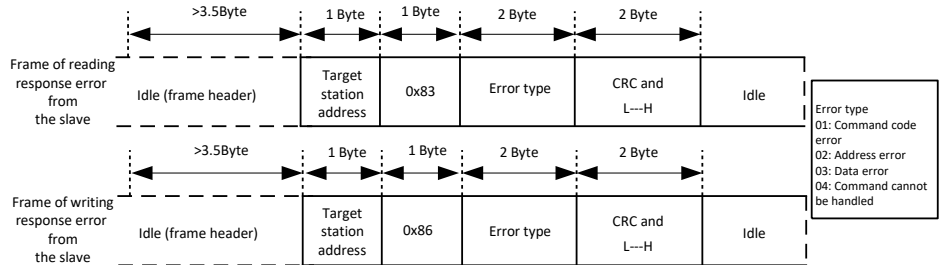 >3.5Byte 1 Byte 1 Byte 2 Byte 2 Byte
Frame of reading
response error
from
the slave
Idle (frame header)
Target
station
address
0x83
Error type
CRC and
L---H
Idle
>3.5Byte 1 Byte 1 Byte 2 Byte 2 Byte
Frame of writing
response error
from
the slave
Idle (frame header)
Target
station
address
0x86
Error type
CRC and
L---H
Idle
Error type
01: Command code
error
02: Address error
03: Data error
04: Command cannot
be handled